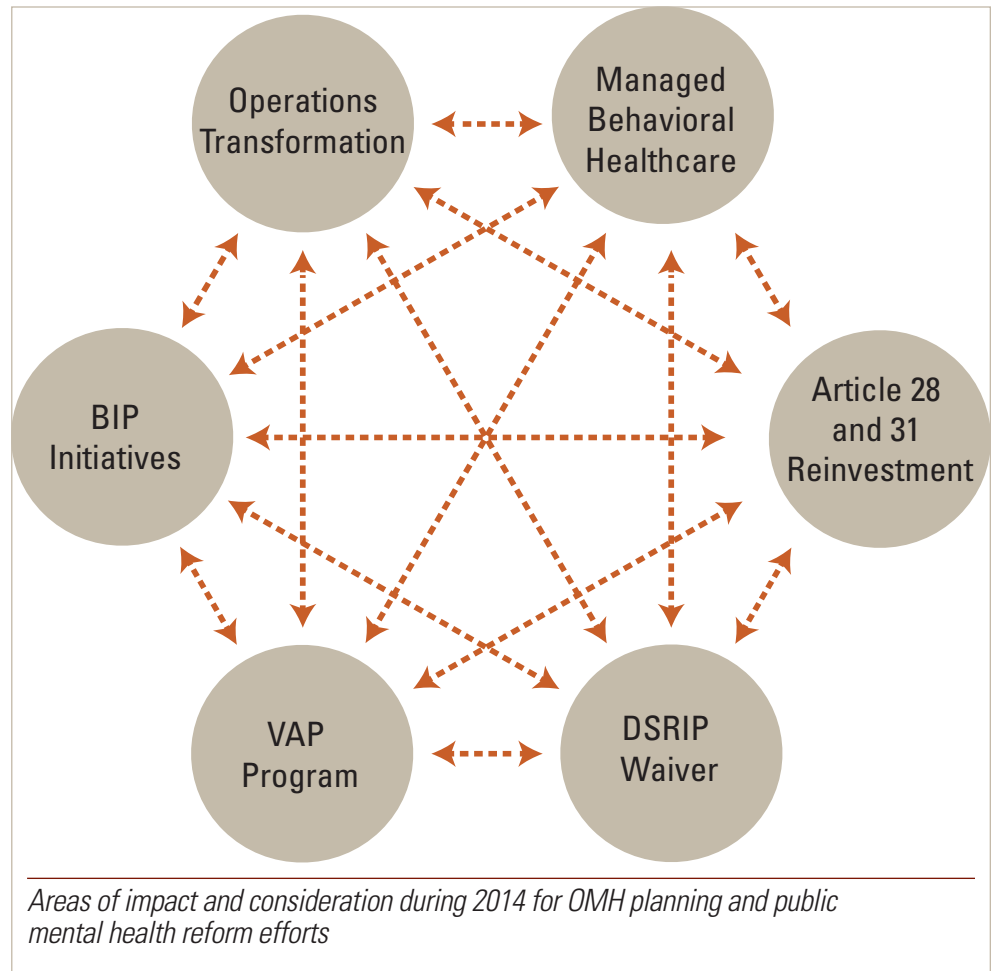 Operations
Transformation
Managed
Behavioral
Healthcare
BIP
Initiatives
Article 28
and 31
Reinvestment
VAP
Program
DSRIP
Waiver
Areas of impact and consideration during 2014 for OMH planning and public
mental health reform efforts